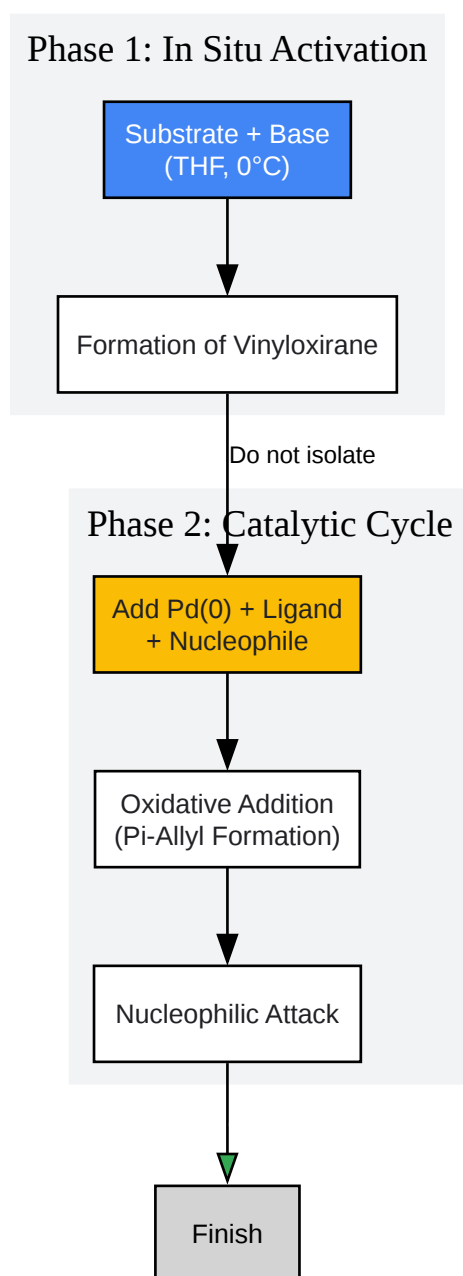 Phase 1: In Situ Activation
Substrate + Base
(THF, 0°C)
Formation of Vinyloxirane
Do not isolate
Phase 2: Catalytic Cycle
Add Pd(0) + Ligand
+ Nucleophile
Oxidative Addition
(Pi-Allyl Formation)
Nucleophilic Attack
Finish